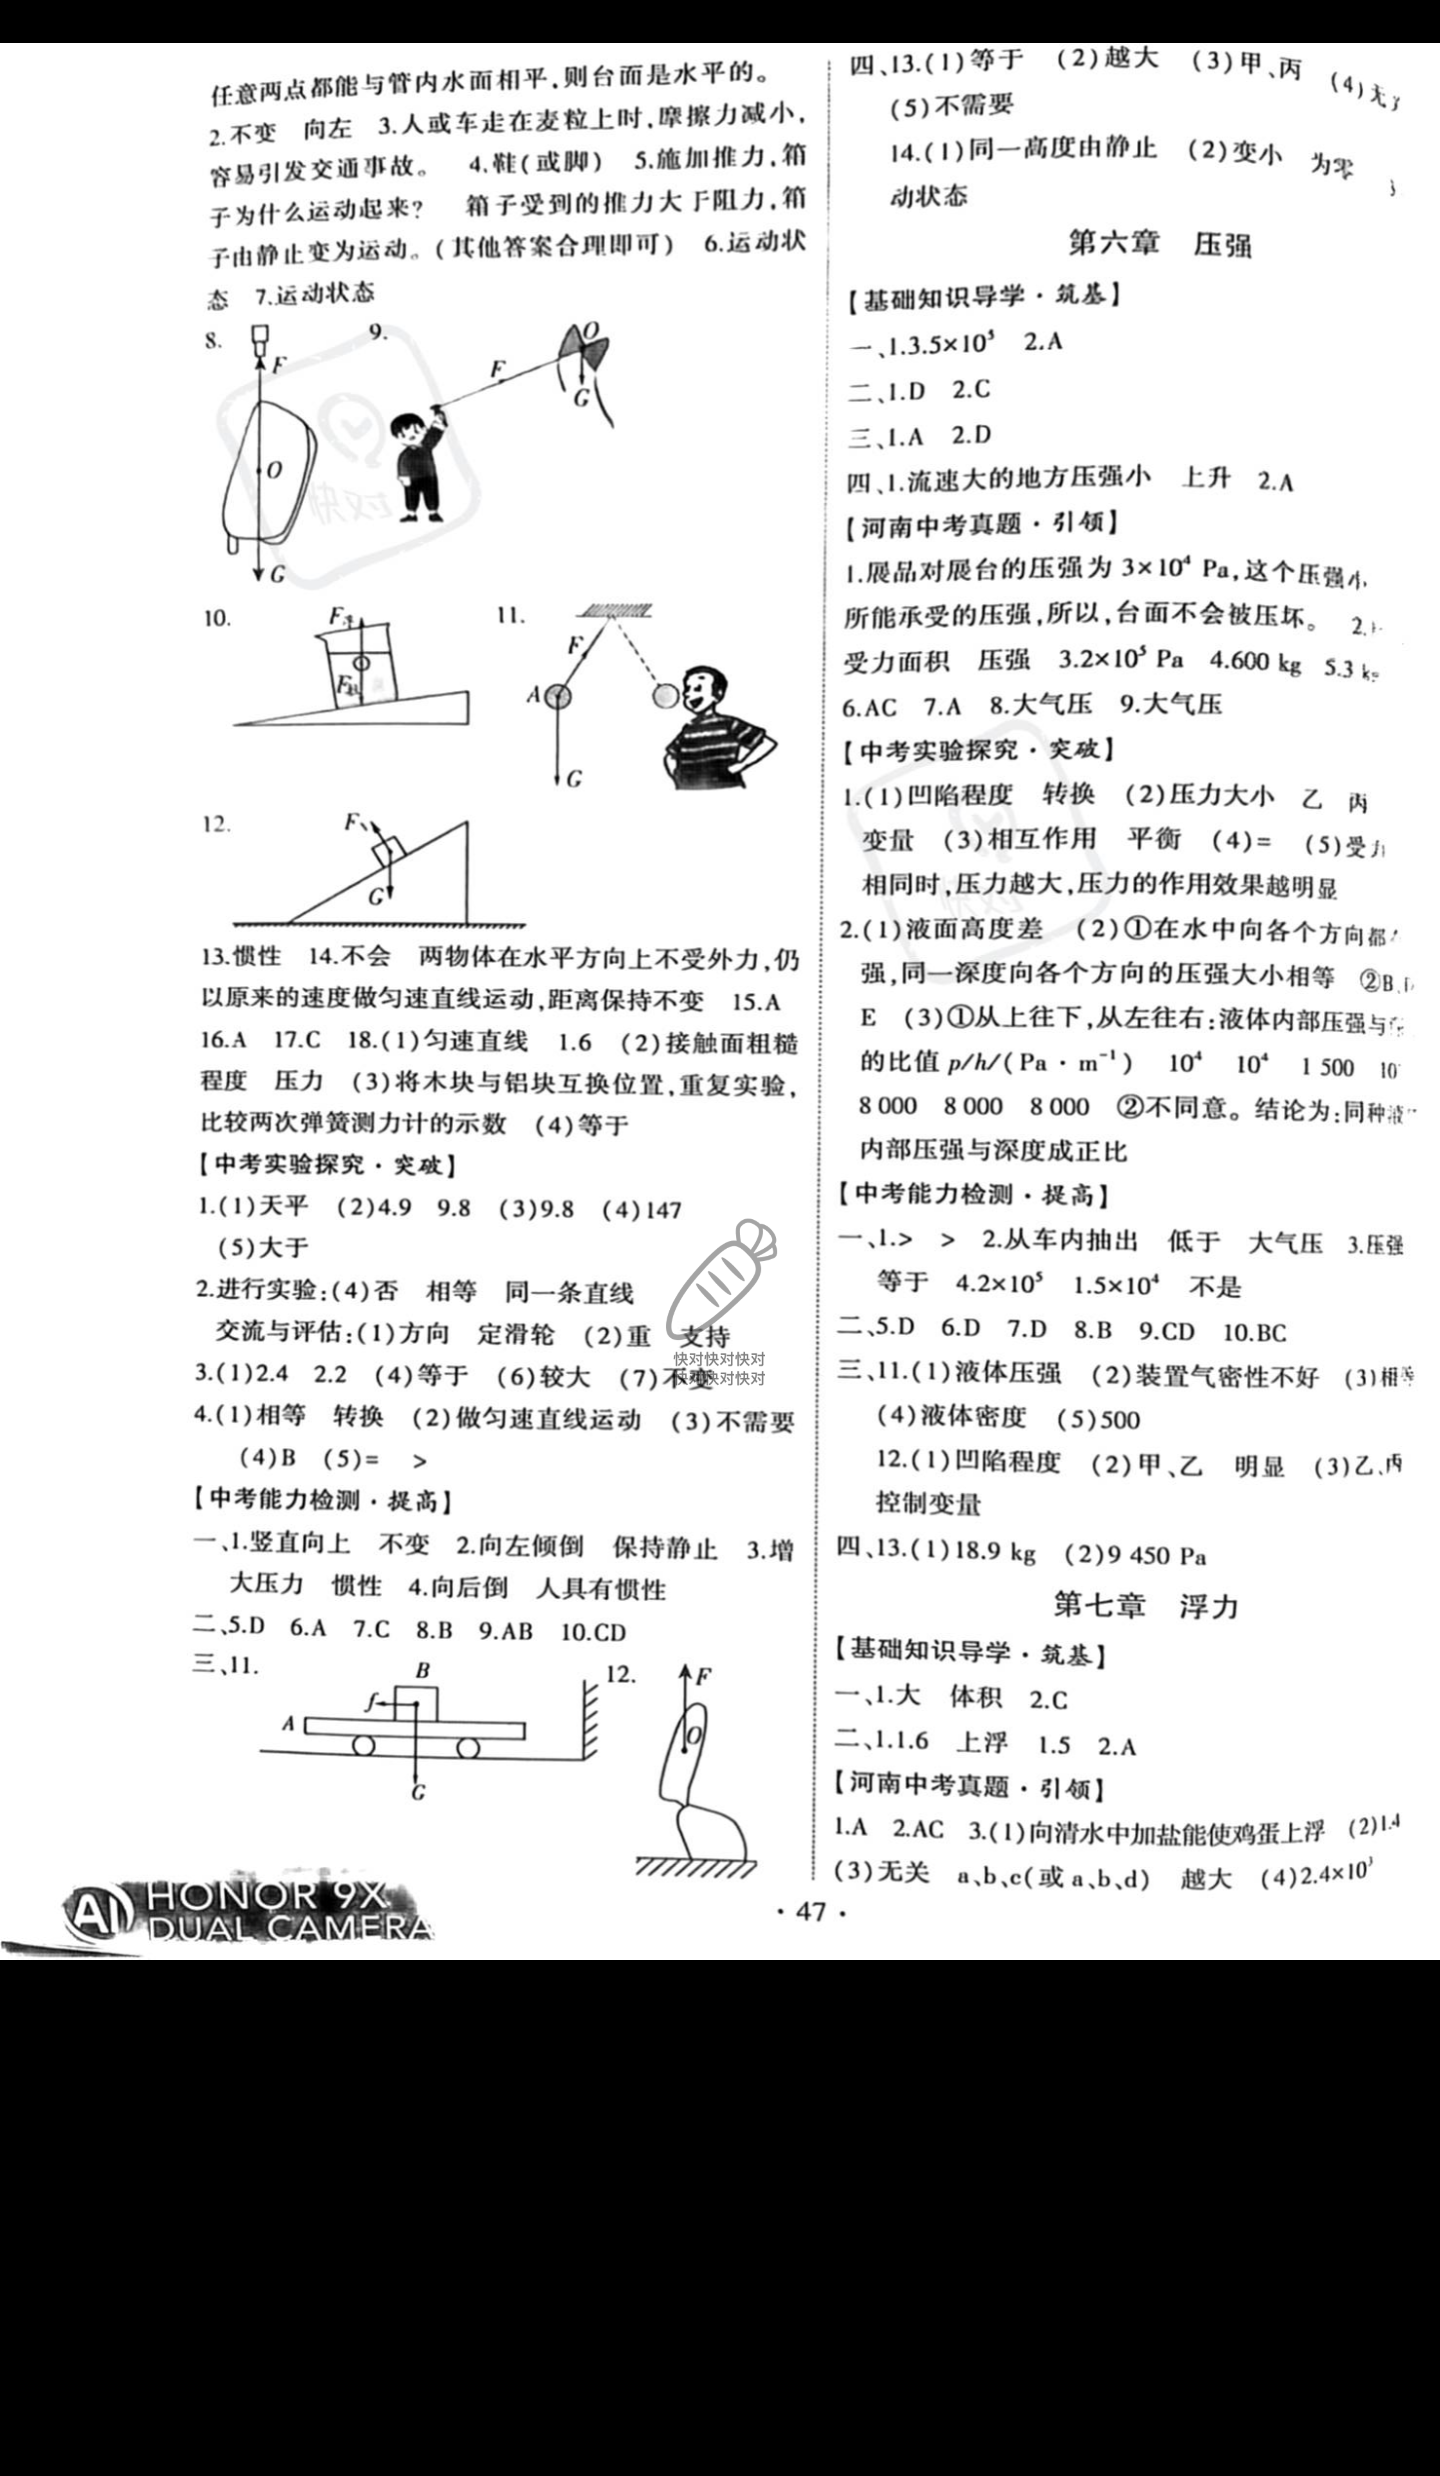 任意两点都能与管内水面相平,则台面是水平的。
2.不变 向左 3.人或车走在麦粒上时,摩擦力减小,
容易引发交通事故。 4.鞋(或脚) 5.施加推力,箱
子为什么运动起来? 箱子受到的推力大于阻力,箱
子由静止变为运动。(其他答案合理即可) 6.运动状
态 7.运动状态
8. 9.
F
O
G
F
O
G
10. 11.
F浮
F
A
G
12.
F
G
13.惯性 14.不会 两物体在水平方向上不受外力,仍
以原来的速度做匀速直线运动,距离保持不变 15.A
16.A 17.C 18.(1)匀速直线 1.6 (2)接触面粗糙
程度 压力 (3)将木块与铝块互换位置,重复实验,
比较两次弹簧测力计的示数 (4)等于
【中考实验探究·突破】
1.(1)天平 (2)4.9 9.8 (3)9.8 (4)147
(5)大于
2.进行实验:(4)否 相等 同一条直线
交流与评估:(1)方向 定滑轮 (2)重 支持
3.(1)2.4 2.2 (4)等于 (6)较大 (7)不变
快对快对快对
快对快对快对
4.(1)相等 转换 (2)做匀速直线运动 (3)不需要
(4)B (5)= >
【中考能力检测·提高】
一、1.竖直向上 不变 2.向左倾倒 保持静止 3.增
大压力 惯性 4.向后倒 人具有惯性
二、5.D 6.A 7.C 8.B 9.AB 10.CD
三、11. 12.
B
f
A
G
F
O
四、13.(1)等于 (2)越大 (3)甲、丙 (4)无
(5)不需要
14.(1)同一高度由静止 (2)变小 为零
动状态
第六章 压强
【基础知识导学·筑基】
一、1.3.5×10⁵ 2.A
二、1.D 2.C
三、1.A 2.D
四、1.流速大的地方压强小 上升 2.A
【河南中考真题·引领】
1.展品对展台的压强为 3×10⁴ Pa,这个压强小
所能承受的压强,所以,台面不会被压坏。 2.
受力面积 压强 3.2×10⁵ Pa 4.600 kg 5.3 kg
6.AC 7.A 8.大气压 9.大气压
【中考实验探究·突破】
1.(1)凹陷程度 转换 (2)压力大小 乙 丙
变量 (3)相互作用 平衡 (4)= (5)受力
相同时,压力越大,压力的作用效果越明显
2.(1)液面高度差 (2)①在水中向各个方向都
强,同一深度向各个方向的压强大小相等 ②B、
E (3)①从上往下,从左往右:液体内部压强与
的比值 p/h/(Pa·m⁻¹) 10⁴ 10⁴ 1 500 10
8 000 8 000 8 000 ②不同意。结论为:同种液
内部压强与深度成正比
【中考能力检测·提高】
一、1.> > 2.从车内抽出 低于 大气压 3.压强
等于 4.2×10⁵ 1.5×10⁴ 不是
二、5.D 6.D 7.D 8.B 9.CD 10.BC
三、11.(1)液体压强 (2)装置气密性不好 (3)相等
(4)液体密度 (5)500
12.(1)凹陷程度 (2)甲、乙 明显 (3)乙、丙
控制变量
四、13.(1)18.9 kg (2)9 450 Pa
第七章 浮力
【基础知识导学·筑基】
一、1.大 体积 2.C
二、1.1.6 上浮 1.5 2.A
【河南中考真题·引领】
1.A 2.AC 3.(1)向清水中加盐能使鸡蛋上浮 (2)1.4
(3)无关 a、b、c(或 a、b、d) 越大 (4)2.4×10³
·47·
AI HONOR 9X
DUAL CAMERA